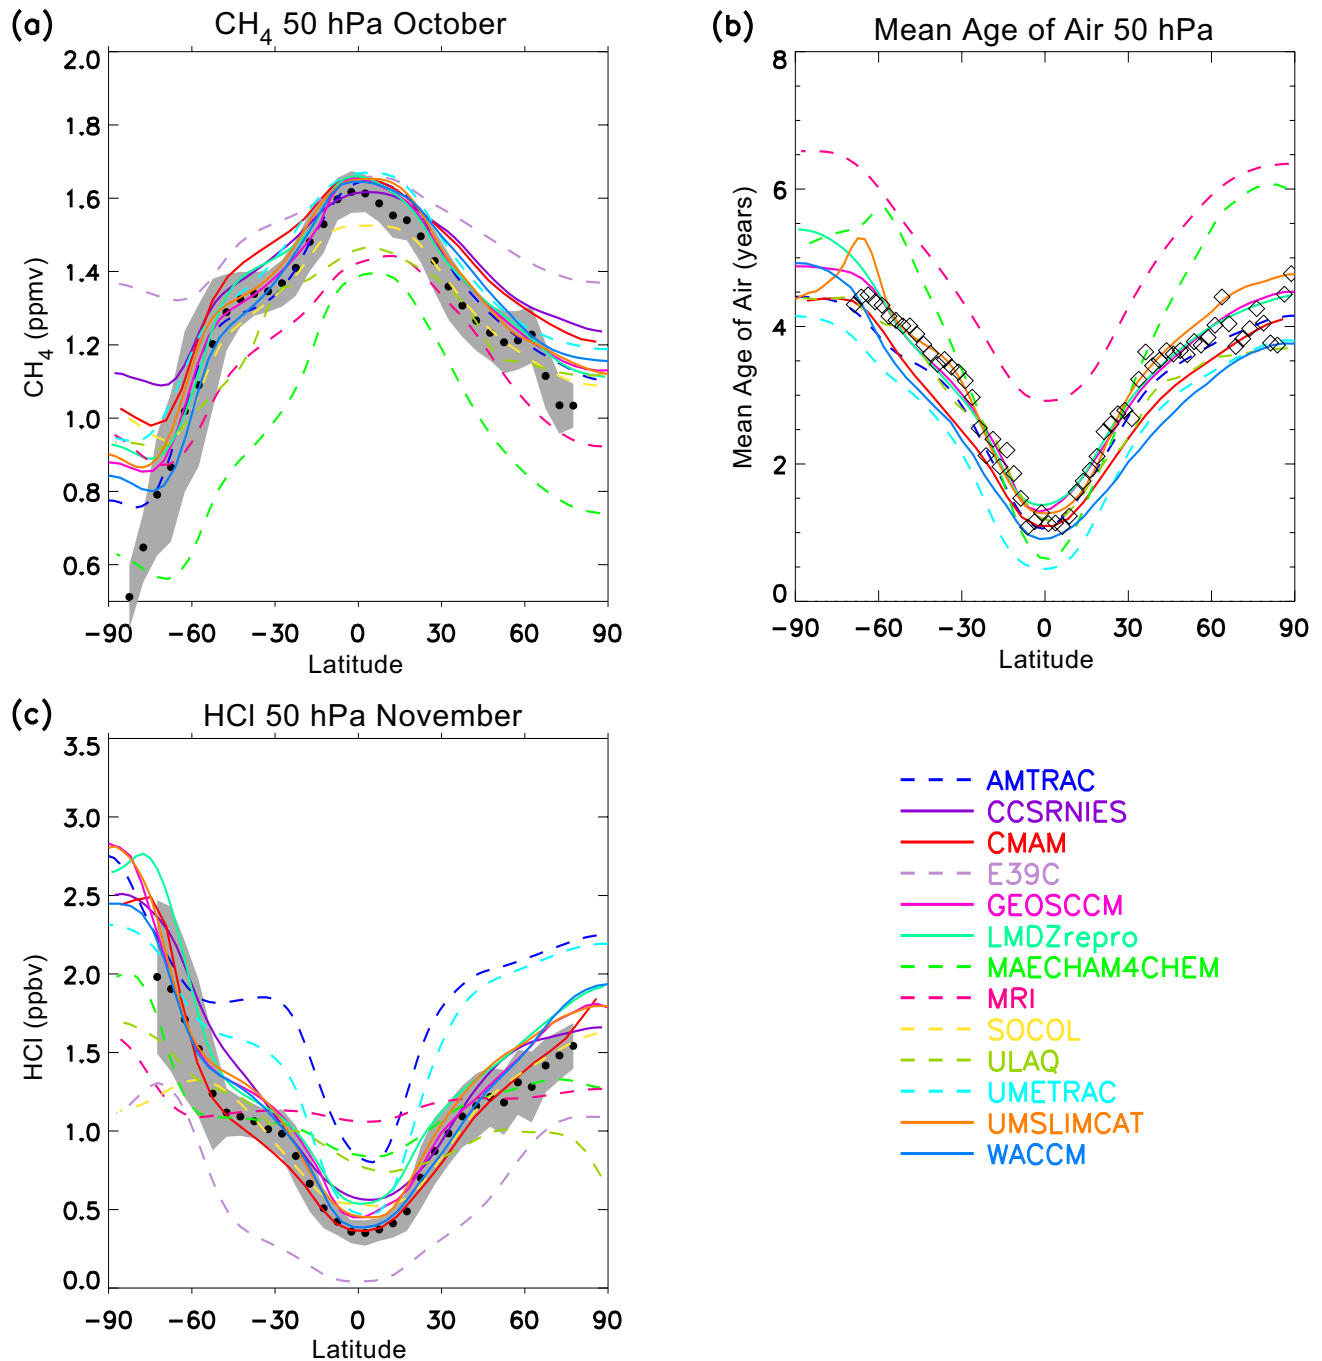 (a)
CH4 50 hPa October
2.0
1.8
1.6
1.4
1.2
1.0
0.8
0.6
CH4 (ppmv)
-90 -60 -30 0 30 60 90
Latitude
(b)
Mean Age of Air 50 hPa
8
6
4
2
0
Mean Age of Air (years)
-90 -60 -30 0 30 60 90
Latitude
(c)
HCl 50 hPa November
3.5
3.0
2.5
2.0
1.5
1.0
0.5
0.0
HCl (ppbv)
-90 -60 -30 0 30 60 90
Latitude
AMTRAC
CCSRNIES
CMAM
E39C
GEOSCCM
LMDZrepro
MAECHAM4CHEM
MRI
SOCOL
ULAQ
UMETRAC
UMSLIMCAT
WACCM